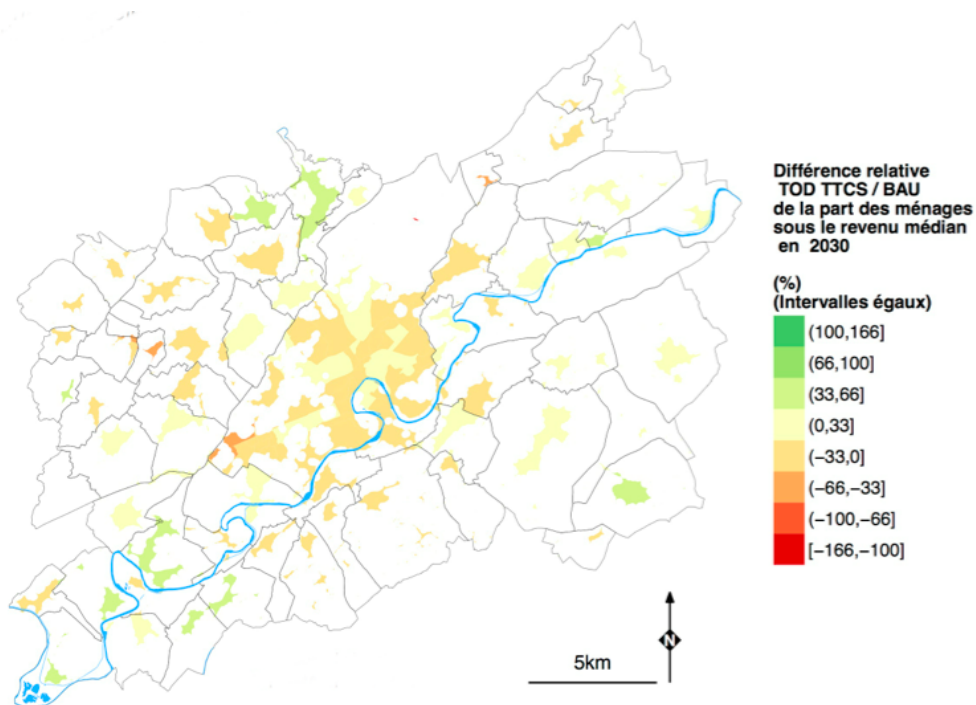 Différence relative
TOD TTCS / BAU
de la part des ménages
sous le revenu médian
en 2030
(%)
(Intervalles égaux)
(100,166]
(66,100]
(33,66]
(0,33]
(−33,0]
(−66,−33]
(−100,−66]
[−166,−100]
N
5km